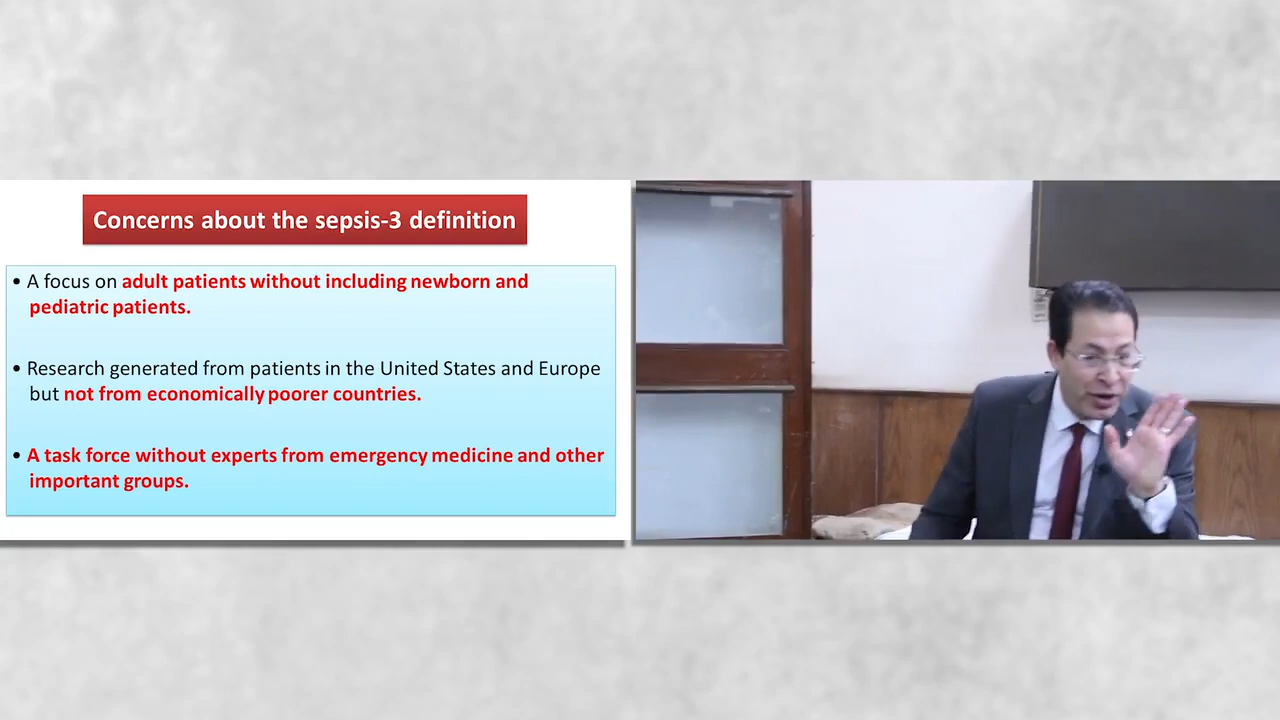 Concerns about the sepsis-3 definition
• A focus on adult patients without including newborn and
pediatric patients.
• Research generated from patients in the United States and Europe
but not from economically poorer countries.
• A task force without experts from emergency medicine and other
important groups.